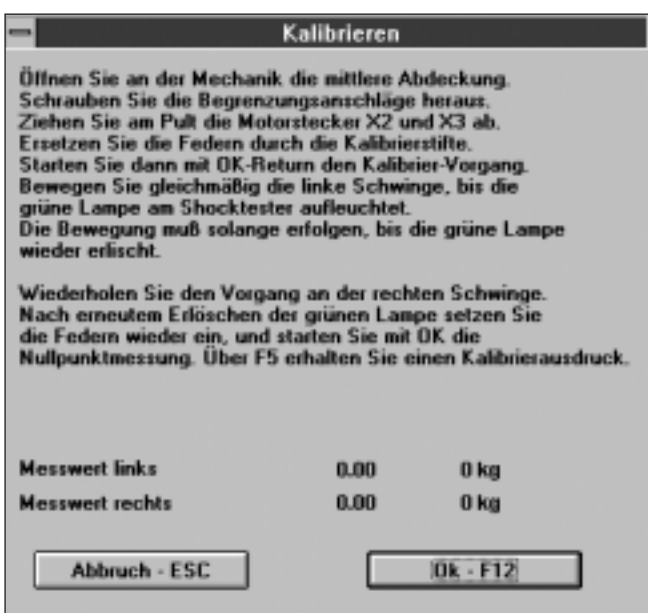 Kalibrieren
Öffnen Sie an der Mechanik die mittlere Abdeckung.
Schrauben Sie die Begrenzungsanschläge heraus.
Ziehen Sie am Pult die Motorstecker X2 und X3 ab.
Ersetzen Sie die Federn durch die Kalibrierstifte.
Starten Sie dann mit OK-Return den Kalibrier-Vorgang.
Bewegen Sie gleichmäßig die linke Schwinge, bis die
grüne Lampe am Shocktester aufleuchtet.
Die Bewegung muß solange erfolgen, bis die grüne Lampe
wieder erlischt.
Wiederholen Sie den Vorgang an der rechten Schwinge.
Nach erneutem Erlöschen der grünen Lampe setzen Sie
die Federn wieder ein, und starten Sie mit OK die
Nullpunktmessung. Über F5 erhalten Sie einen Kalibrierausdruck.
Messwert links 0.00 0 kg
Messwert rechts 0.00 0 kg
Abbruch - ESC Ok - F12